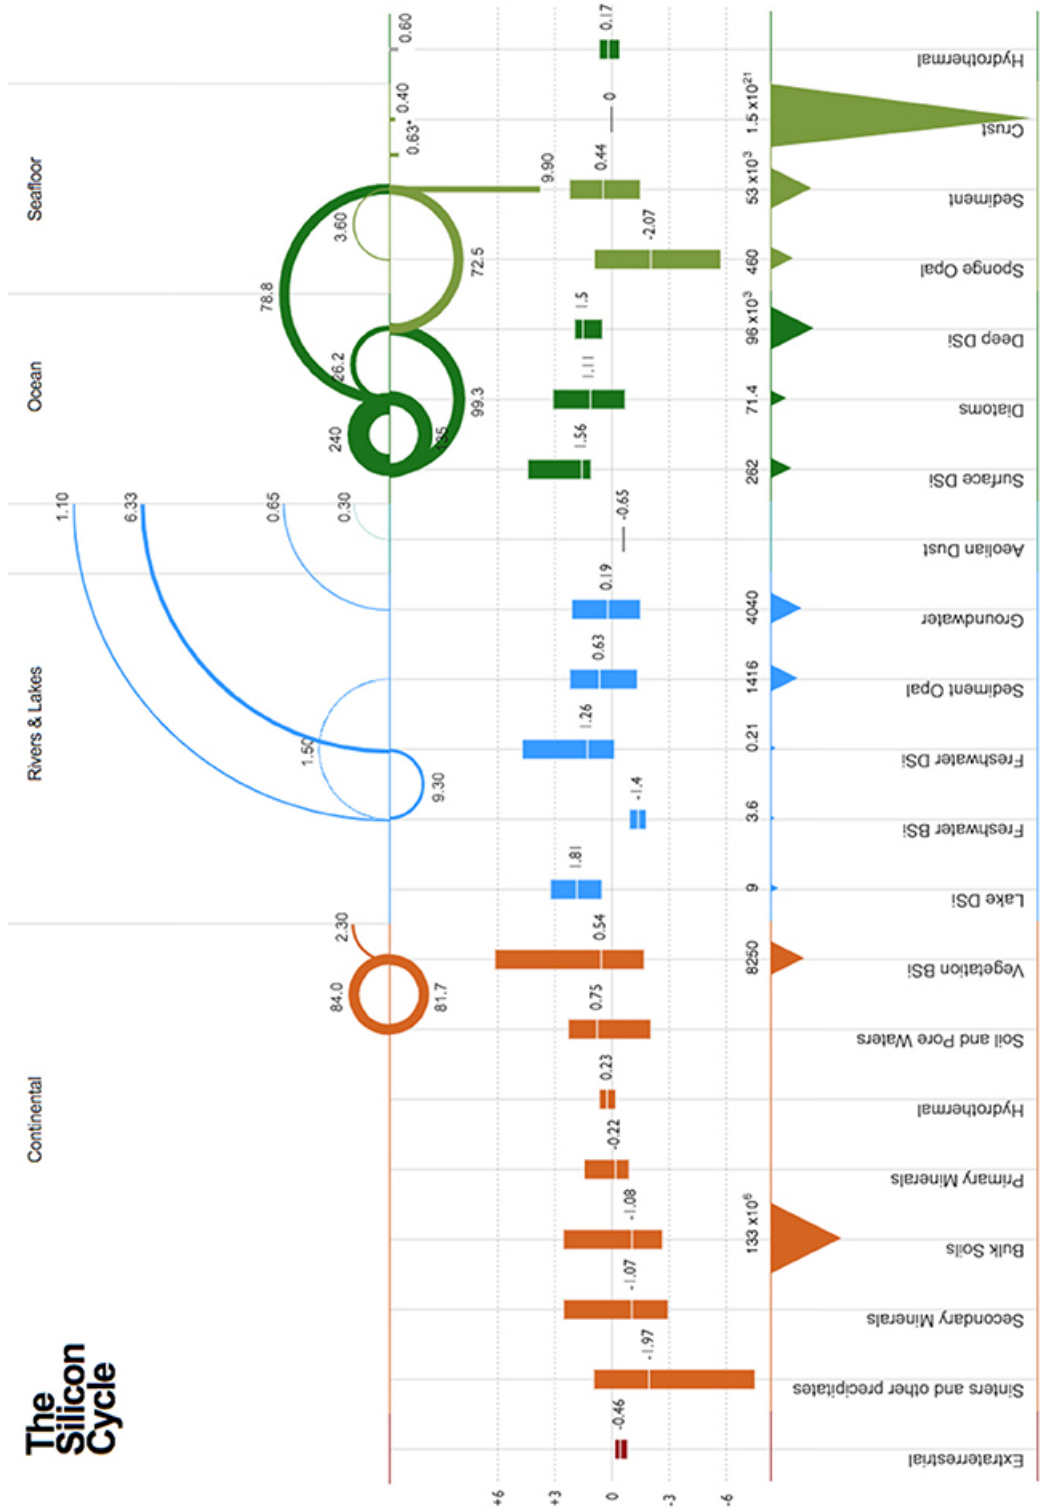 The
Silicon
Cycle
Continental
Rivers & Lakes
Ocean
Seafloor
84.0
81.7
2.30
1.50
9.30
1.10
6.33
0.65
0.30
240
135
26.2
99.3
78.8
3.60
72.5
9.90
0.63*
0.40
0.60
+6
+3
0
-3
-6
-0.46
-1.97
-1.07
-1.08
-0.22
0.23
0.75
0.54
1.81
-1.4
1.26
0.63
0.19
-0.65
1.56
1.11
1.5
-2.07
0.44
0
0.17
133 x10⁶
8250
9
3.6
0.21
1416
4040
262
71.4
96 x10³
460
53 x10³
1.5 x10²¹
Extraterrestrial
Sinters and other precipitates
Secondary Minerals
Bulk Soils
Primary Minerals
Hydrothermal
Soil and Pore Waters
Vegetation BSi
Lake DSi
Freshwater BSi
Freshwater DSi
Sediment Opal
Groundwater
Aeolian Dust
Surface DSi
Diatoms
Deep DSi
Sponge Opal
Sediment
Crust
Hydrothermal